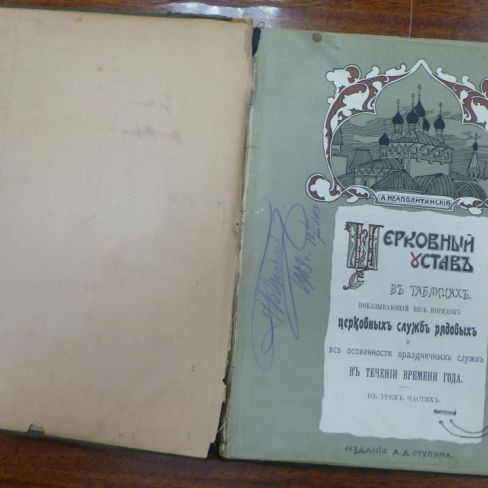 А. НЕАПОЛИТАНСКІЙ
ЦЕРКОВНЫЙ
УСТАВЪ
ВЪ ТАБЛИЦАХЪ,
ПОКАЗЫВАЮЩІЙ ВЕСЬ ПОРЯДОКЪ
ЦЕРКОВНЫХЪ СЛУЖБЪ РЯДОВЫХЪ
И
ВСѢ ОСОБЕННОСТИ ПРАЗДНИЧНЫХЪ СЛУЖБЪ
ВЪ ТЕЧЕНІИ ВРЕМЕНИ ГОДА.
ВЪ ТРЕХЪ ЧАСТЯХЪ.
ИЗДАНІЕ А.Д. СТУПИНА.